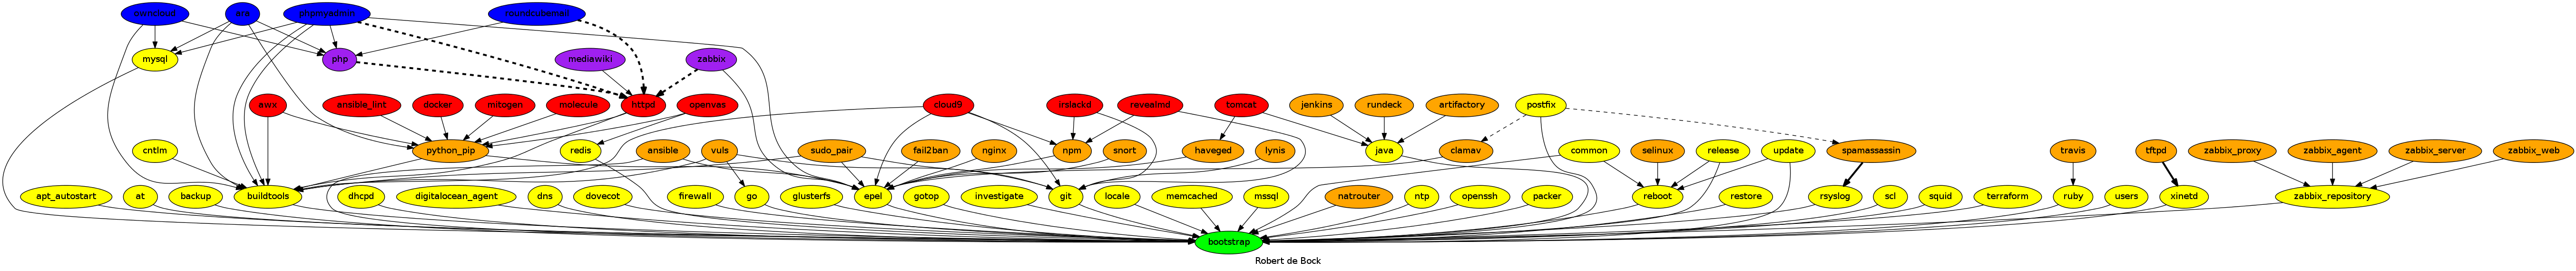 owncloud ara phpmyadmin roundcubemail
mysql php mediawiki zabbix
awx ansible_lint docker mitogen molecule httpd openvas cloud9 irslackd revealmd tomcat jenkins rundeck artifactory postfix
cntlm python_pip redis ansible vuls sudo_pair fail2ban nginx npm snort haveged lynis java clamav common selinux release update spamassassin travis tftpd zabbix_proxy zabbix_agent zabbix_server zabbix_web
apt_autostart at backup buildtools dhcpd digitalocean_agent dns dovecot firewall go glusterfs epel gotop investigate git locale memcached mssql natrouter ntp openssh packer reboot restore rsyslog scl squid terraform ruby users xinetd zabbix_repository
bootstrap
Robert de Bock